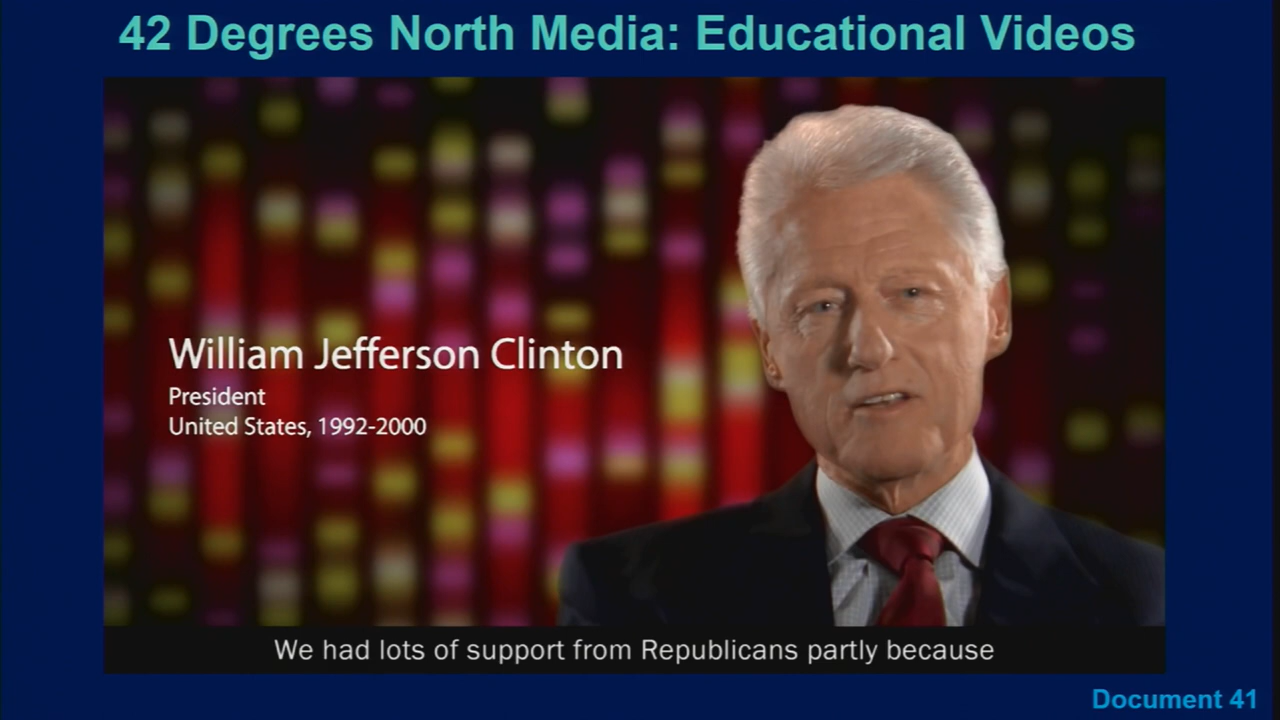 42 Degrees North Media: Educational Videos
William Jefferson Clinton
President
United States, 1992-2000
We had lots of support from Republicans partly because
Document 41